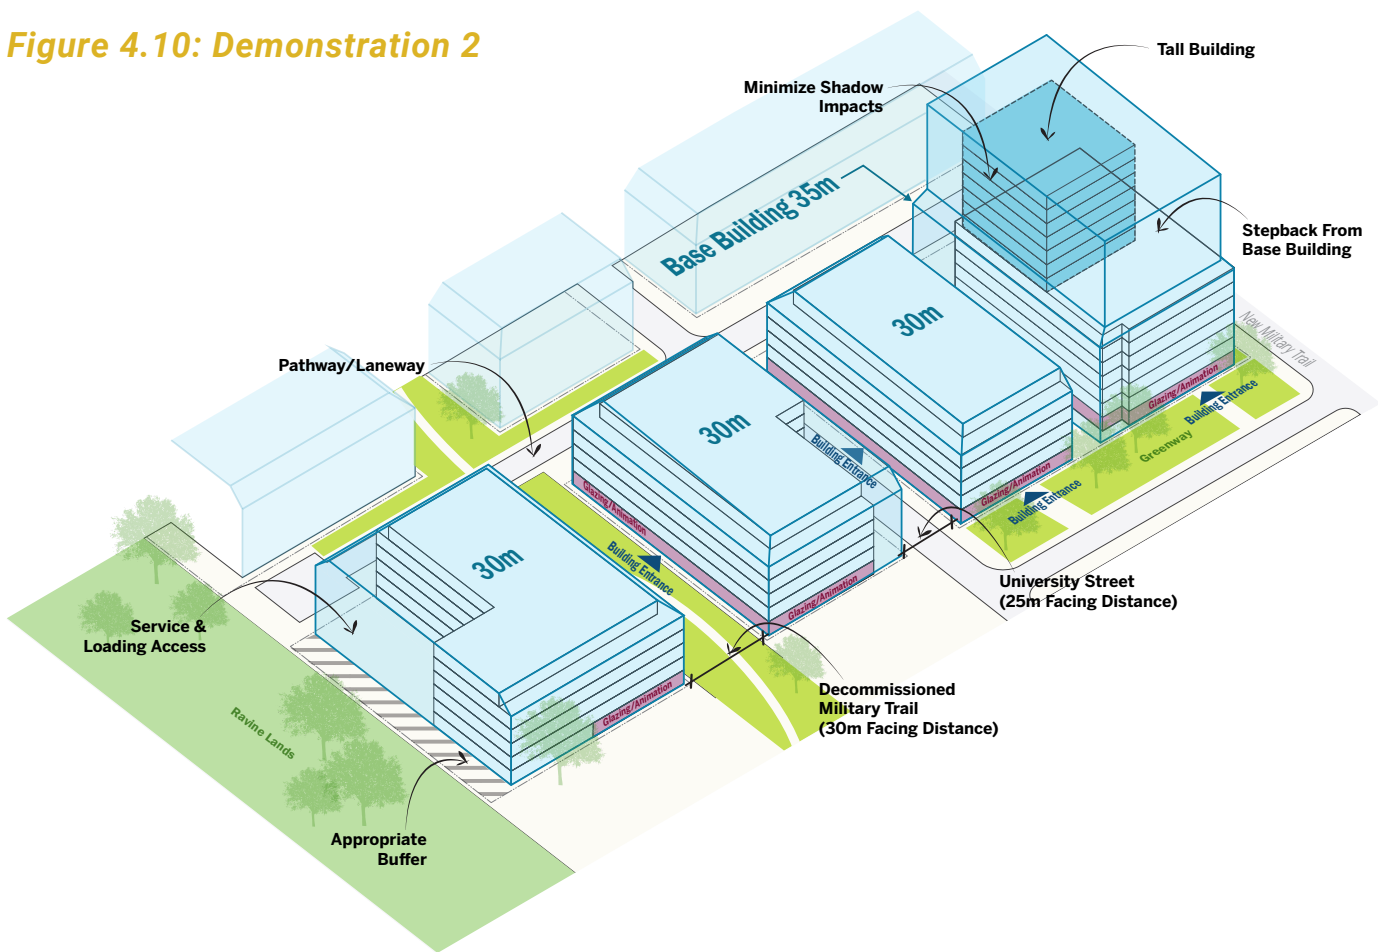 Figure 4.10: Demonstration 2
Tall Building
Minimize Shadow
Impacts
Base Building 35m
Stepback From
Base Building
30m
New Military Trail
Pathway/Laneway
Glazing/Animation
Building Entrance
30m
Building Entrance
Greenway
Glazing/Animation
Building Entrance
Glazing/Animation
30m
Building Entrance
Glazing/Animation
University Street
(25m Facing Distance)
Service &
Loading Access
Glazing/Animation
Decommissioned
Military Trail
(30m Facing Distance)
Ravine Lands
Appropriate
Buffer